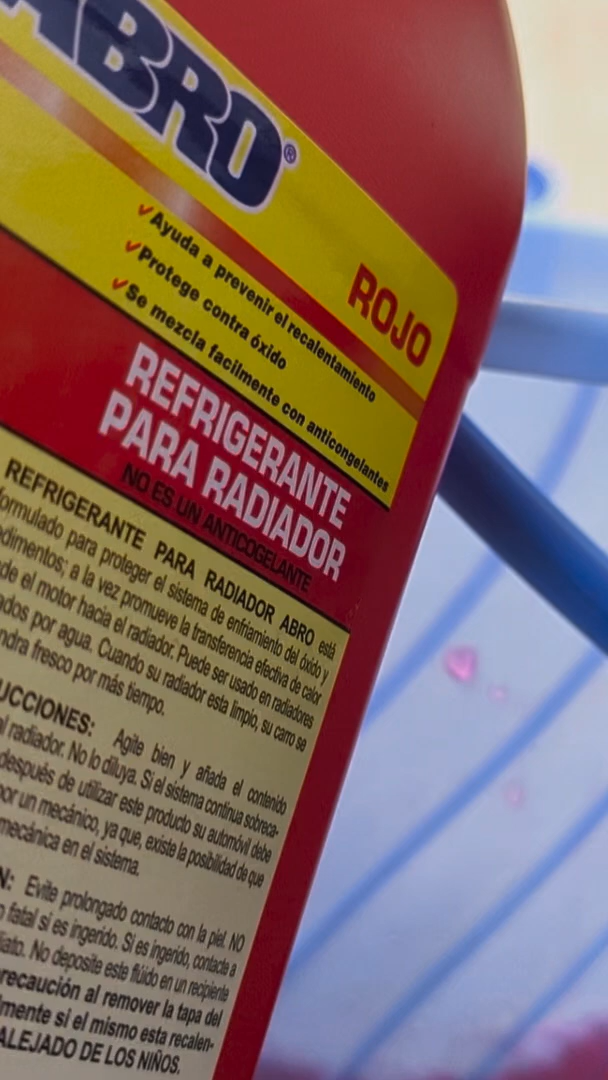 ABRO®
ROJO
✓Ayuda a prevenir el recalentamiento
✓Protege contra óxido
✓Se mezcla facilmente con anticongelantes
REFRIGERANTE
PARA RADIADOR
NO ES UN ANTICOGELANTE
REFRIGERANTE PARA RADIADOR ABRO está
formulado para proteger el sistema de enfriamiento del óxido y
dimentos; a la vez promueve la transferencia efectiva de calor
de el motor hacia el radiador. Puede ser usado en radiadores
ados por agua. Cuando su radiador esta limpio, su carro se
ndra fresco por más tiempo.
UCCIONES: Agite bien y añada el contenido
al radiador. No lo diluya. Si el sistema continua sobreca-
después de utilizar este producto su automóvil debe
por un mecánico, ya que, existe la posibilidad de que
mecánica en el sistema.
N: Evite prolongado contacto con la piel. NO
o fatal si es ingerido. Si es ingerido, contacte a
diato. No deposite este flúido en un recipiente
recaución al remover la tapa del
lmente si el mismo esta recalen-
ALEJADO DE LOS NIÑOS.